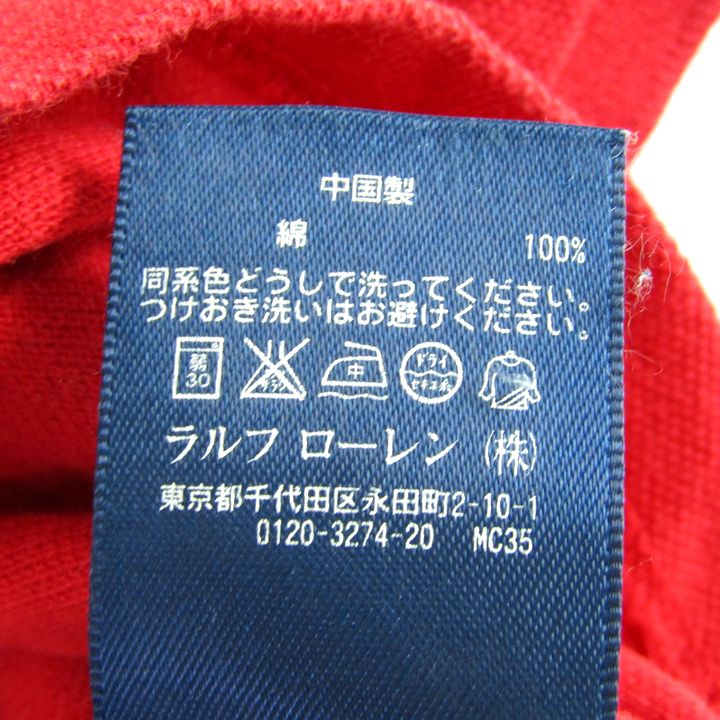 中国製
綿 100%
同系色どうしで洗ってください。
つけおき洗いはお避けください。
弱 30 中 ドライ セキユ系
ラルフ ローレン (株)
東京都千代田区永田町2-10-1
0120-3274-20 MC35